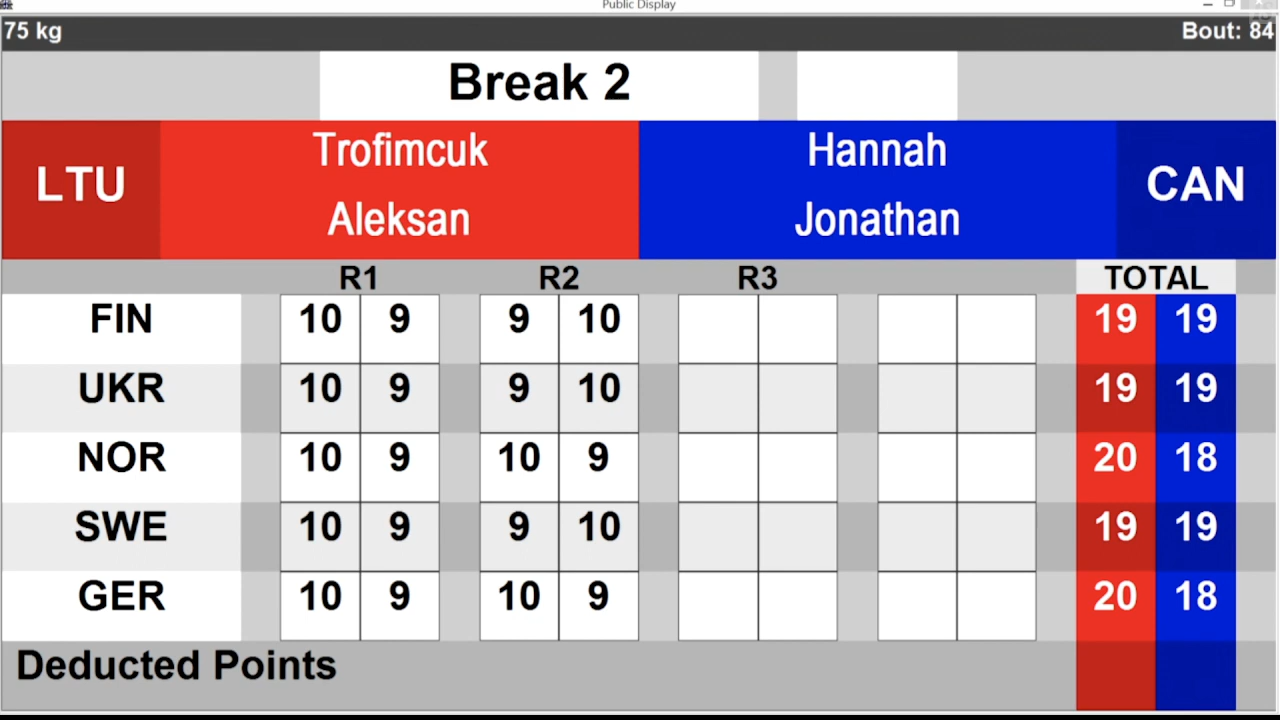 Public Display
75 kg Bout: 84
Break 2
LTU Trofimcuk Aleksan Hannah Jonathan CAN
R1 R2 R3 TOTAL
FIN 10 9 9 10 19 19
UKR 10 9 9 10 19 19
NOR 10 9 10 9 20 18
SWE 10 9 9 10 19 19
GER 10 9 10 9 20 18
Deducted Points